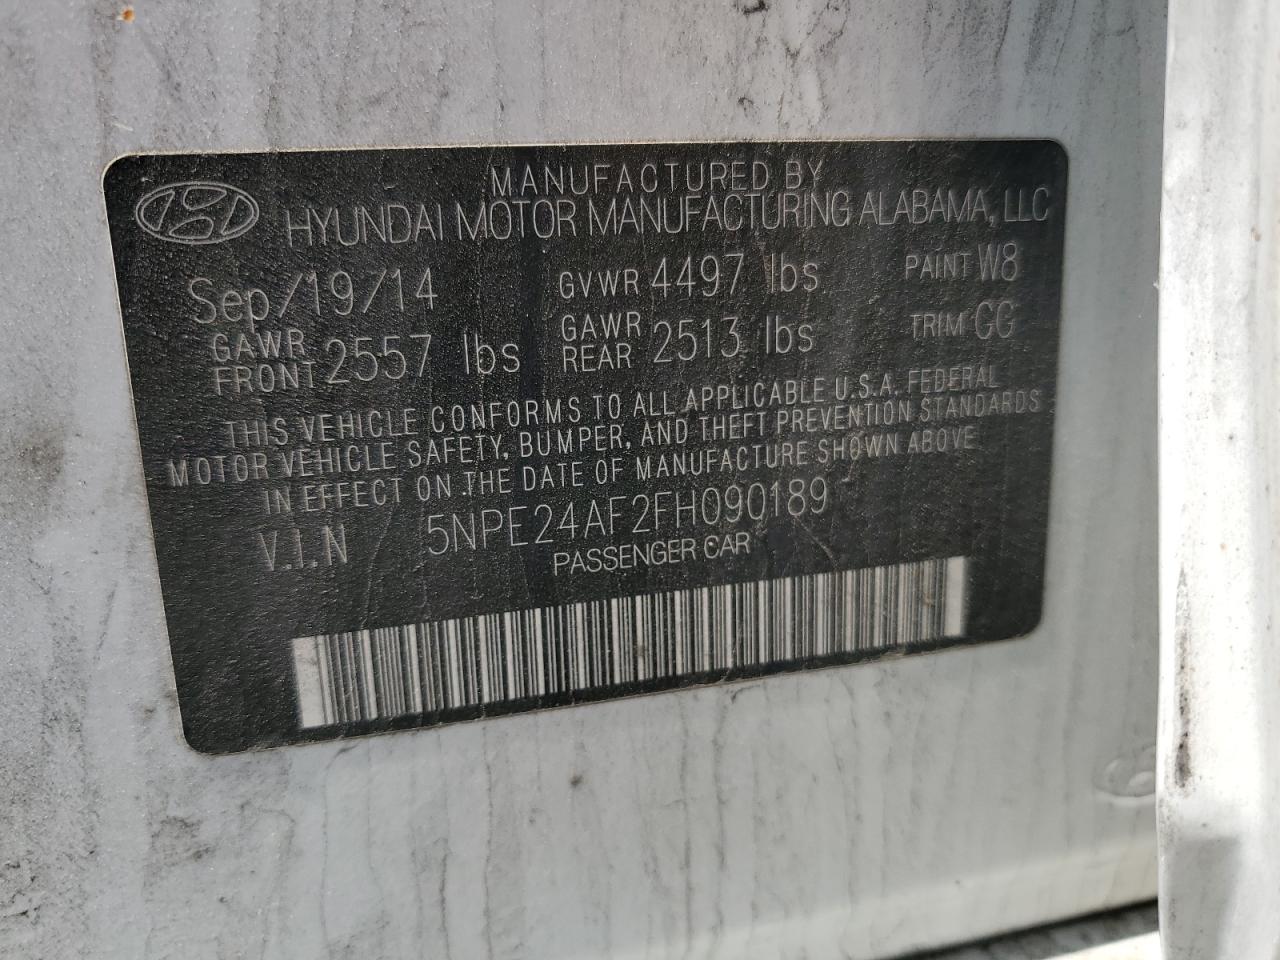 MANUFACTURED BY
HYUNDAI MOTOR MANUFACTURING ALABAMA, LLC
Sep/19/14 GVWR 4497 lbs PAINT W8
GAWR FRONT 2557 lbs GAWR REAR 2513 lbs TRIM GG
THIS VEHICLE CONFORMS TO ALL APPLICABLE U.S.A. FEDERAL
MOTOR VEHICLE SAFETY, BUMPER, AND THEFT PREVENTION STANDARDS
IN EFFECT ON THE DATE OF MANUFACTURE SHOWN ABOVE
V.I.N 5NPE24AF2FH090189
PASSENGER CAR